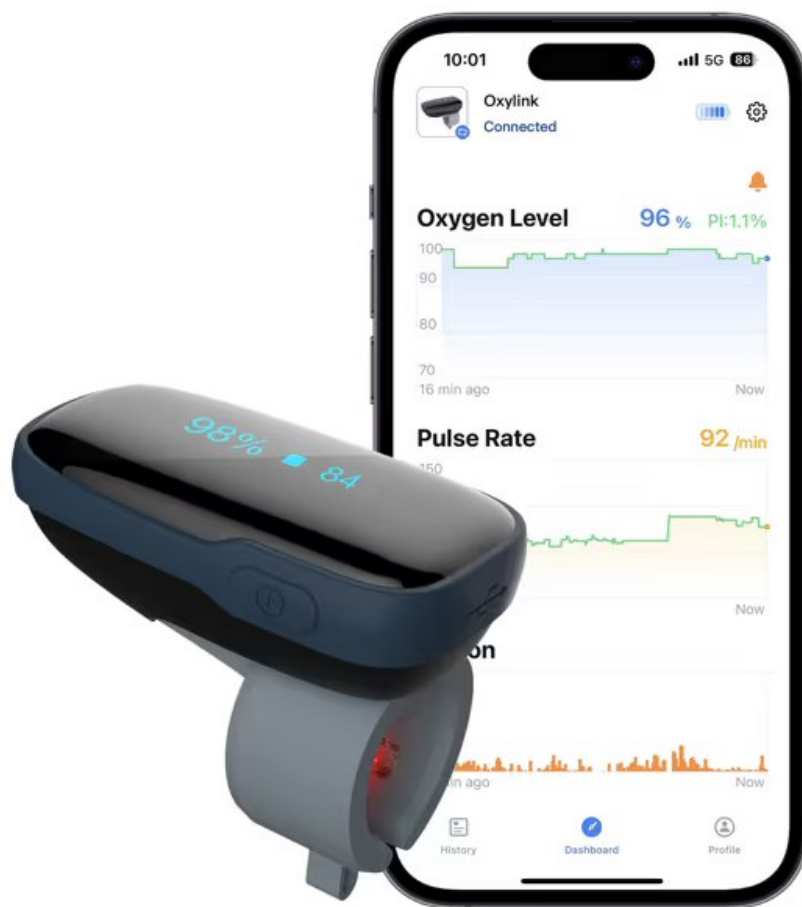 10:01
5G 86
Oxylink
Connected
Oxygen Level 96 % PI:1.1%
100
90
80
70
16 min ago Now
Pulse Rate 92 /min
150
Now
on
in ago Now
History Dashboard Profile
98% 84